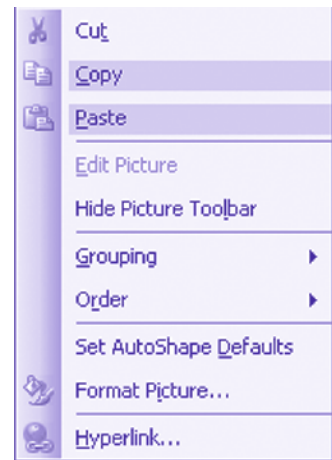 Cut
Copy
Paste
Edit Picture
Hide Picture Toolbar
Grouping
Order
Set AutoShape Defaults
Format Picture...
Hyperlink...